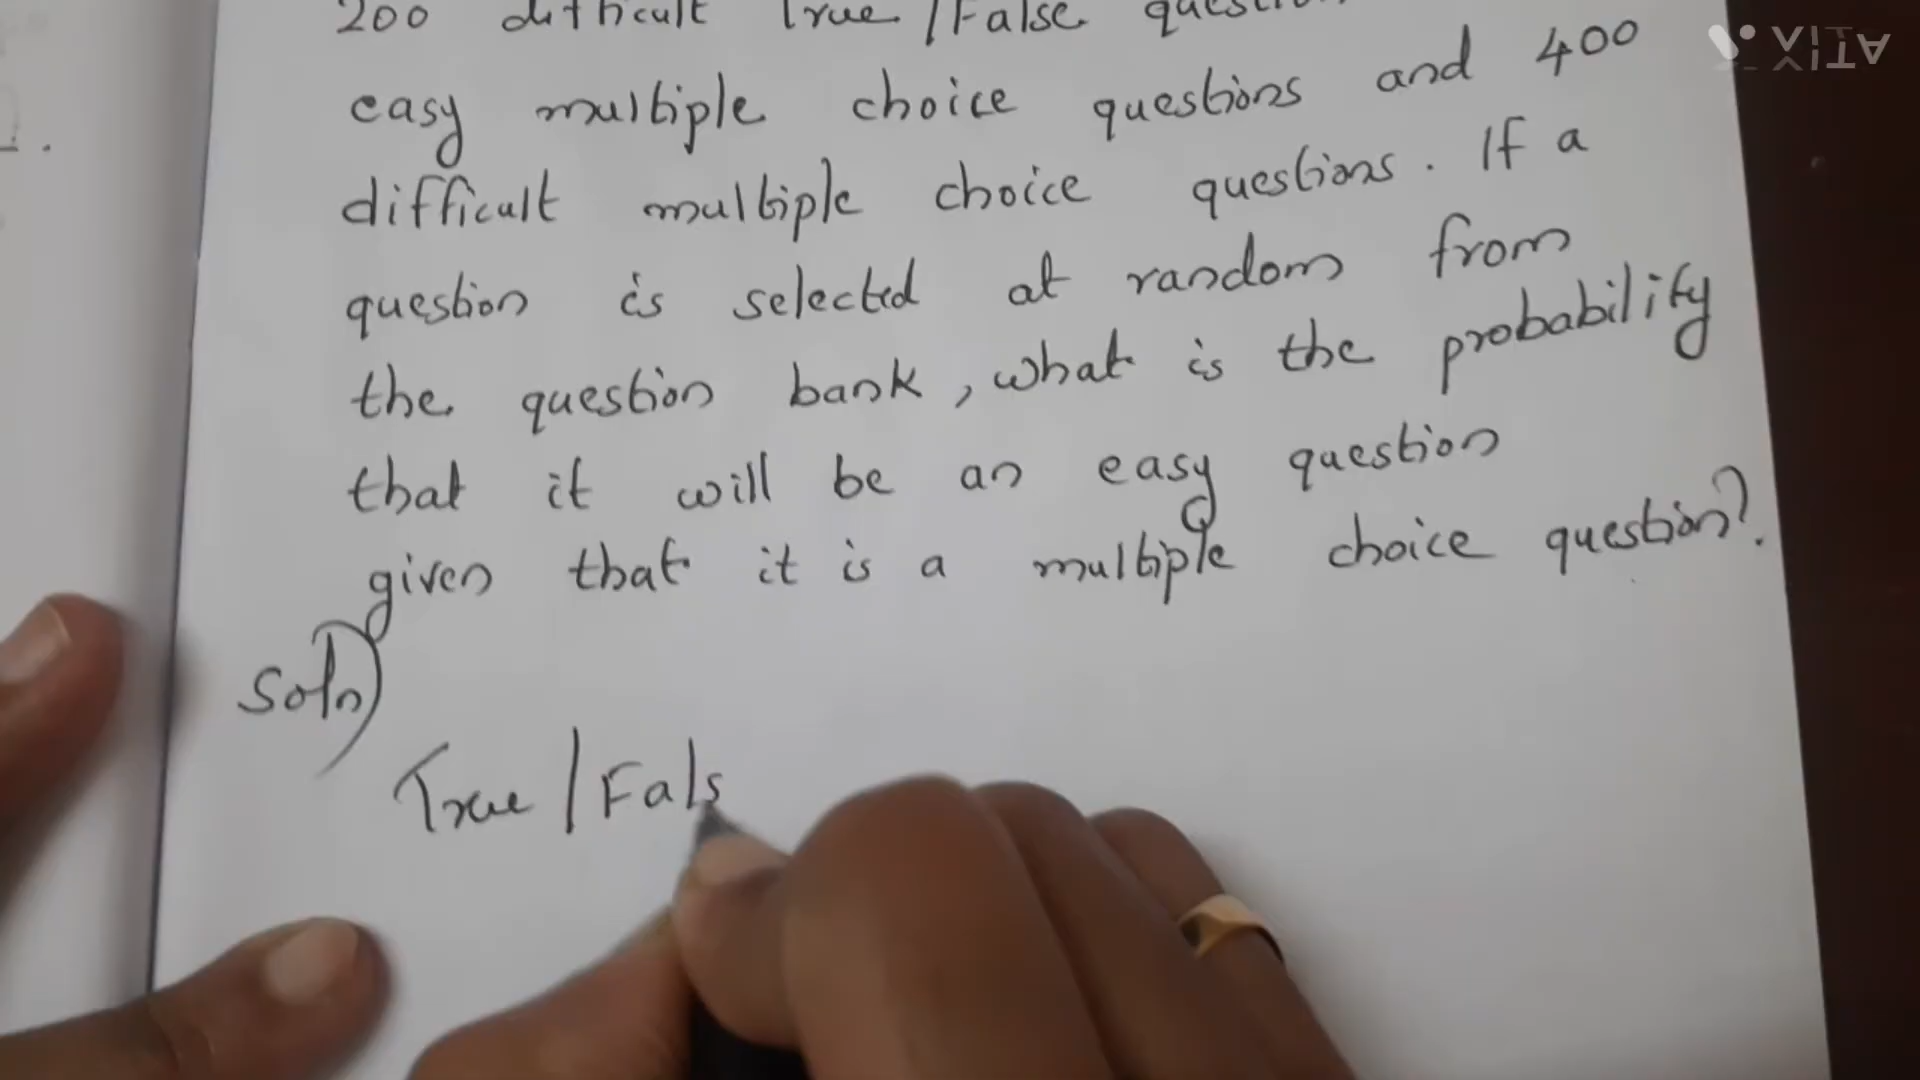 200 difficult True / False
easy multiple choice questions and 400
difficult multiple choice questions. If a
question is selected at random from
the question bank, what is the probability
that it will be an easy question
given that it is a multiple choice question?
Soln)
True / Fals
VITA